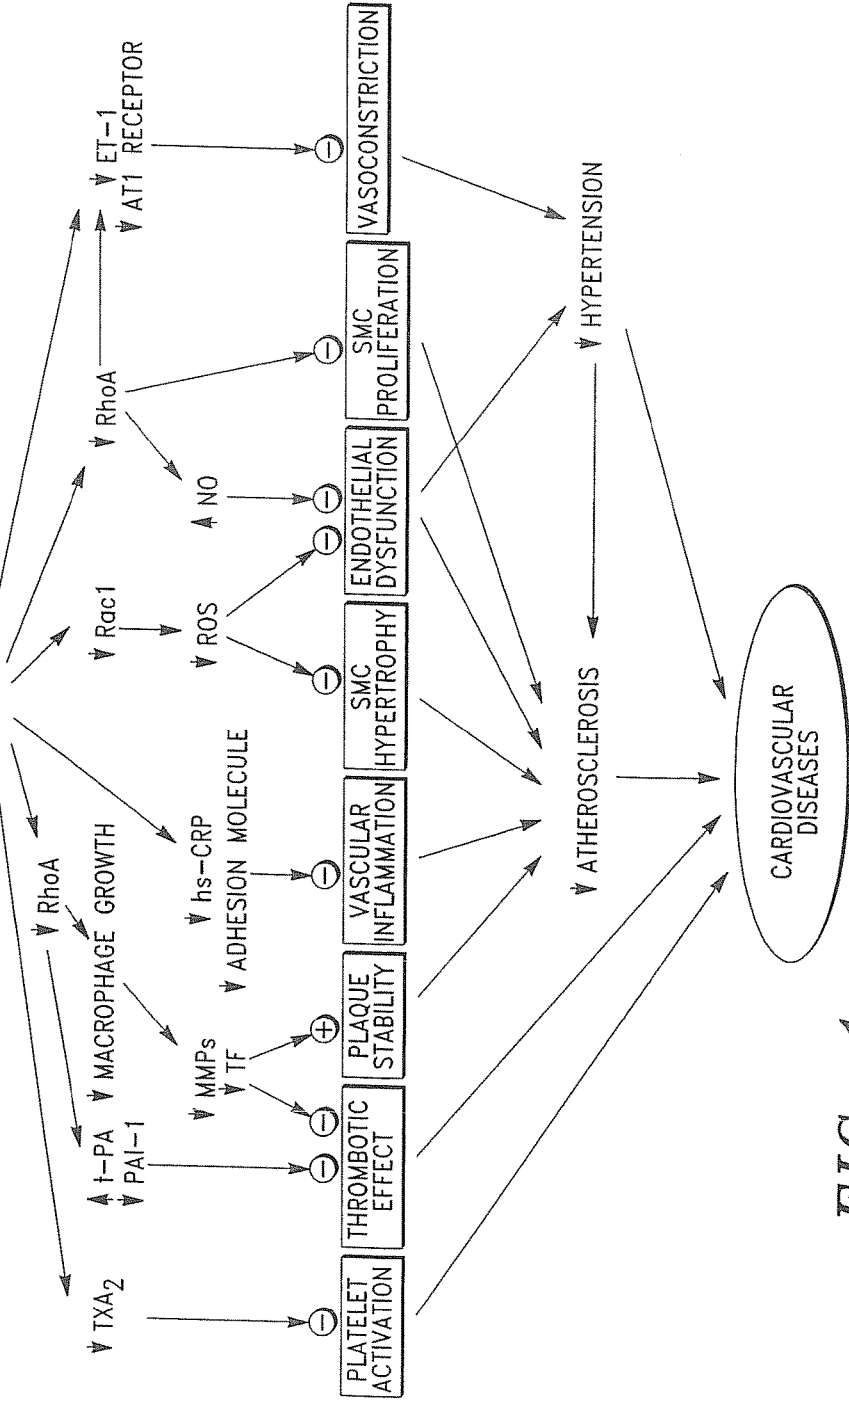 RhoA
TXA2
t-PA
PAI-1
MACROPHAGE GROWTH
Rac1
RhoA
ET-1
AT1 RECEPTOR
MMPs
TF
hs-CRP
ADHESION MOLECULE
ROS
NO
PLATELET
ACTIVATION
THROMBOTIC
EFFECT
PLAQUE
STABILITY
VASCULAR
INFLAMMATION
SMC
HYPERTROPHY
ENDOTHELIAL
DYSFUNCTION
SMC
PROLIFERATION
VASOCONSTRICTION
ATHEROSCLEROSIS
HYPERTENSION
CARDIOVASCULAR
DISEASES
FIG.